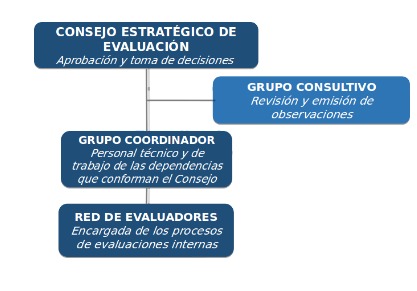 CONSEJO ESTRATÉGICO DE
EVALUACIÓN
Aprobación y toma de decisiones
GRUPO CONSULTIVO
Revisión y emisión de
observaciones
GRUPO COORDINADOR
Personal técnico y de
trabajo de las dependencias
que conforman el Consejo
RED DE EVALUADORES
Encargada de los procesos
de evaluaciones internas